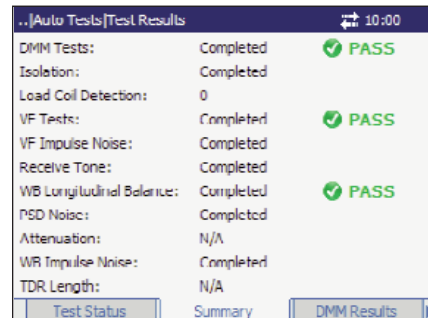 ..|Auto Tests|Test Results 10:00
DMM Tests: Completed PASS
Isolation: Completed
Load Coil Detection: 0
VF Tests: Completed PASS
VF Impulse Noise: Completed
Receive Tone: Completed
WB Longitudinal Balance: Completed PASS
PSD Noise: Completed
Attenuation: N/A
WB Impulse Noise: Completed
TDR Length: N/A
Test Status Summary DMM Results